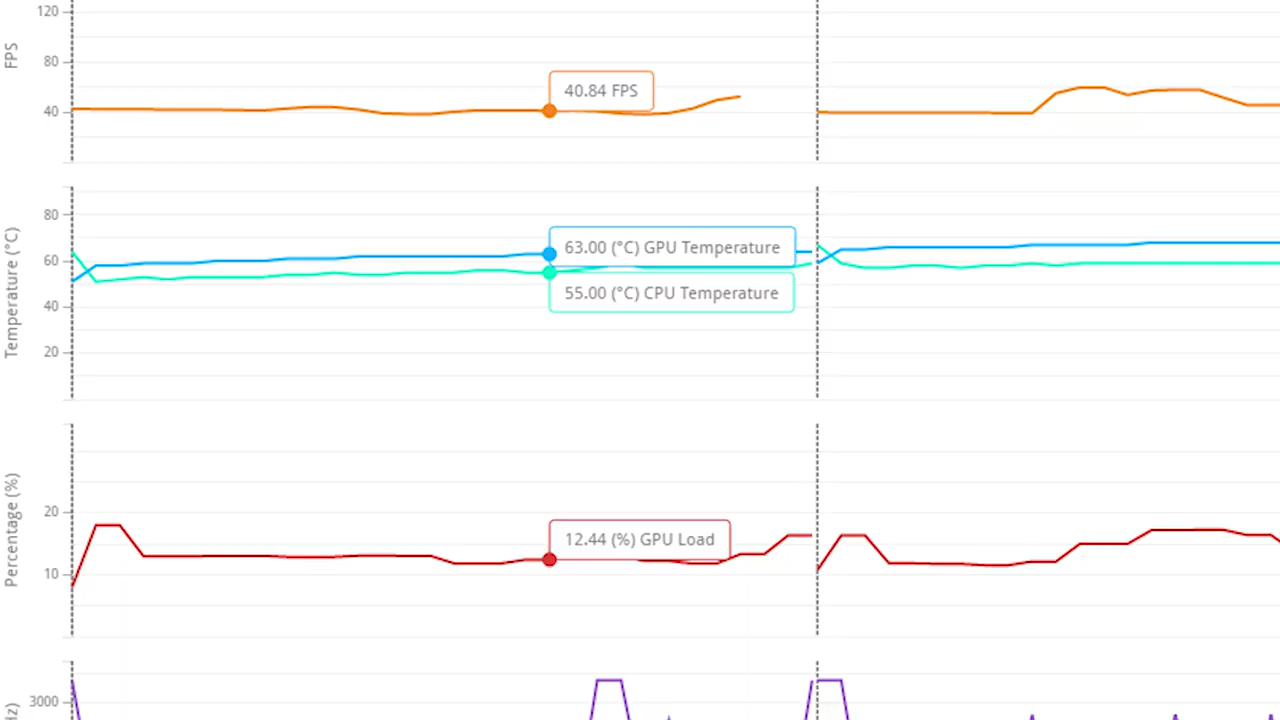 120
FPS
80
40.84 FPS
40
80
Temperature (°C)
63.00 (°C) GPU Temperature
60
55.00 (°C) CPU Temperature
40
20
Percentage (%)
20
12.44 (%) GPU Load
10
3000
Hz)